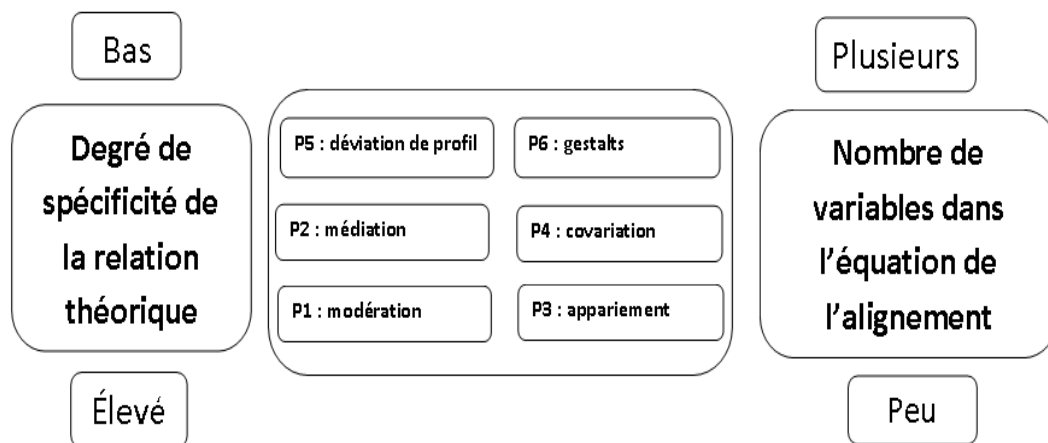 Bas
Degré de
spécificité de
la relation
théorique
Élevé
P5 : déviation de profil
P6 : gestalts
P2 : médiation
P4 : covariation
P1 : modération
P3 : appariement
Plusieurs
Nombre de
variables dans
l'équation de
l'alignement
Peu